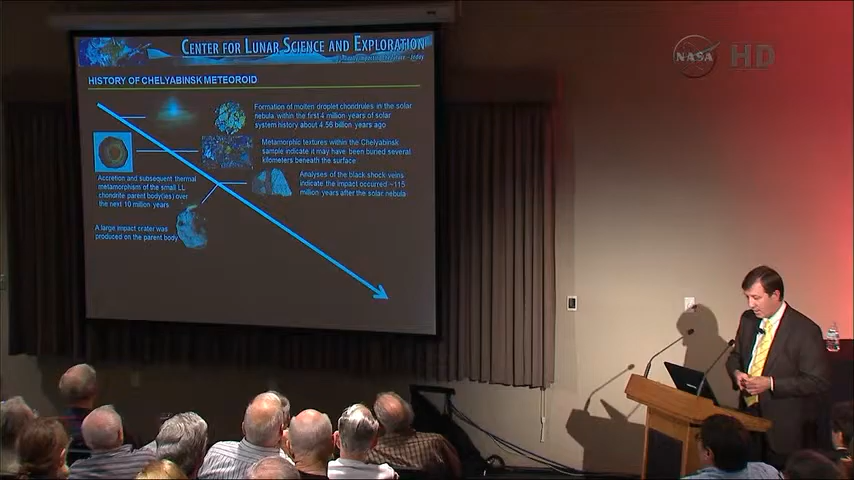 NASA HD
CENTER FOR LUNAR SCIENCE AND EXPLORATION
HISTORY OF CHELYABINSK METEOROID
Formation of molten droplet chondrules in the solar
nebula within the first 4 million years of solar
system history about 4.56 billion years ago
Metamorphic textures within the Chelyabinsk
sample indicate it may have been buried several
kilometers beneath the surface
Accretion and subsequent thermal
metamorphism of the small LL
chondrite parent body(ies) over
the next 10 million years
Analyses of the black shock veins
indicate the impact occurred ~115
million years after the solar nebula
A large impact crater was
produced on the parent body